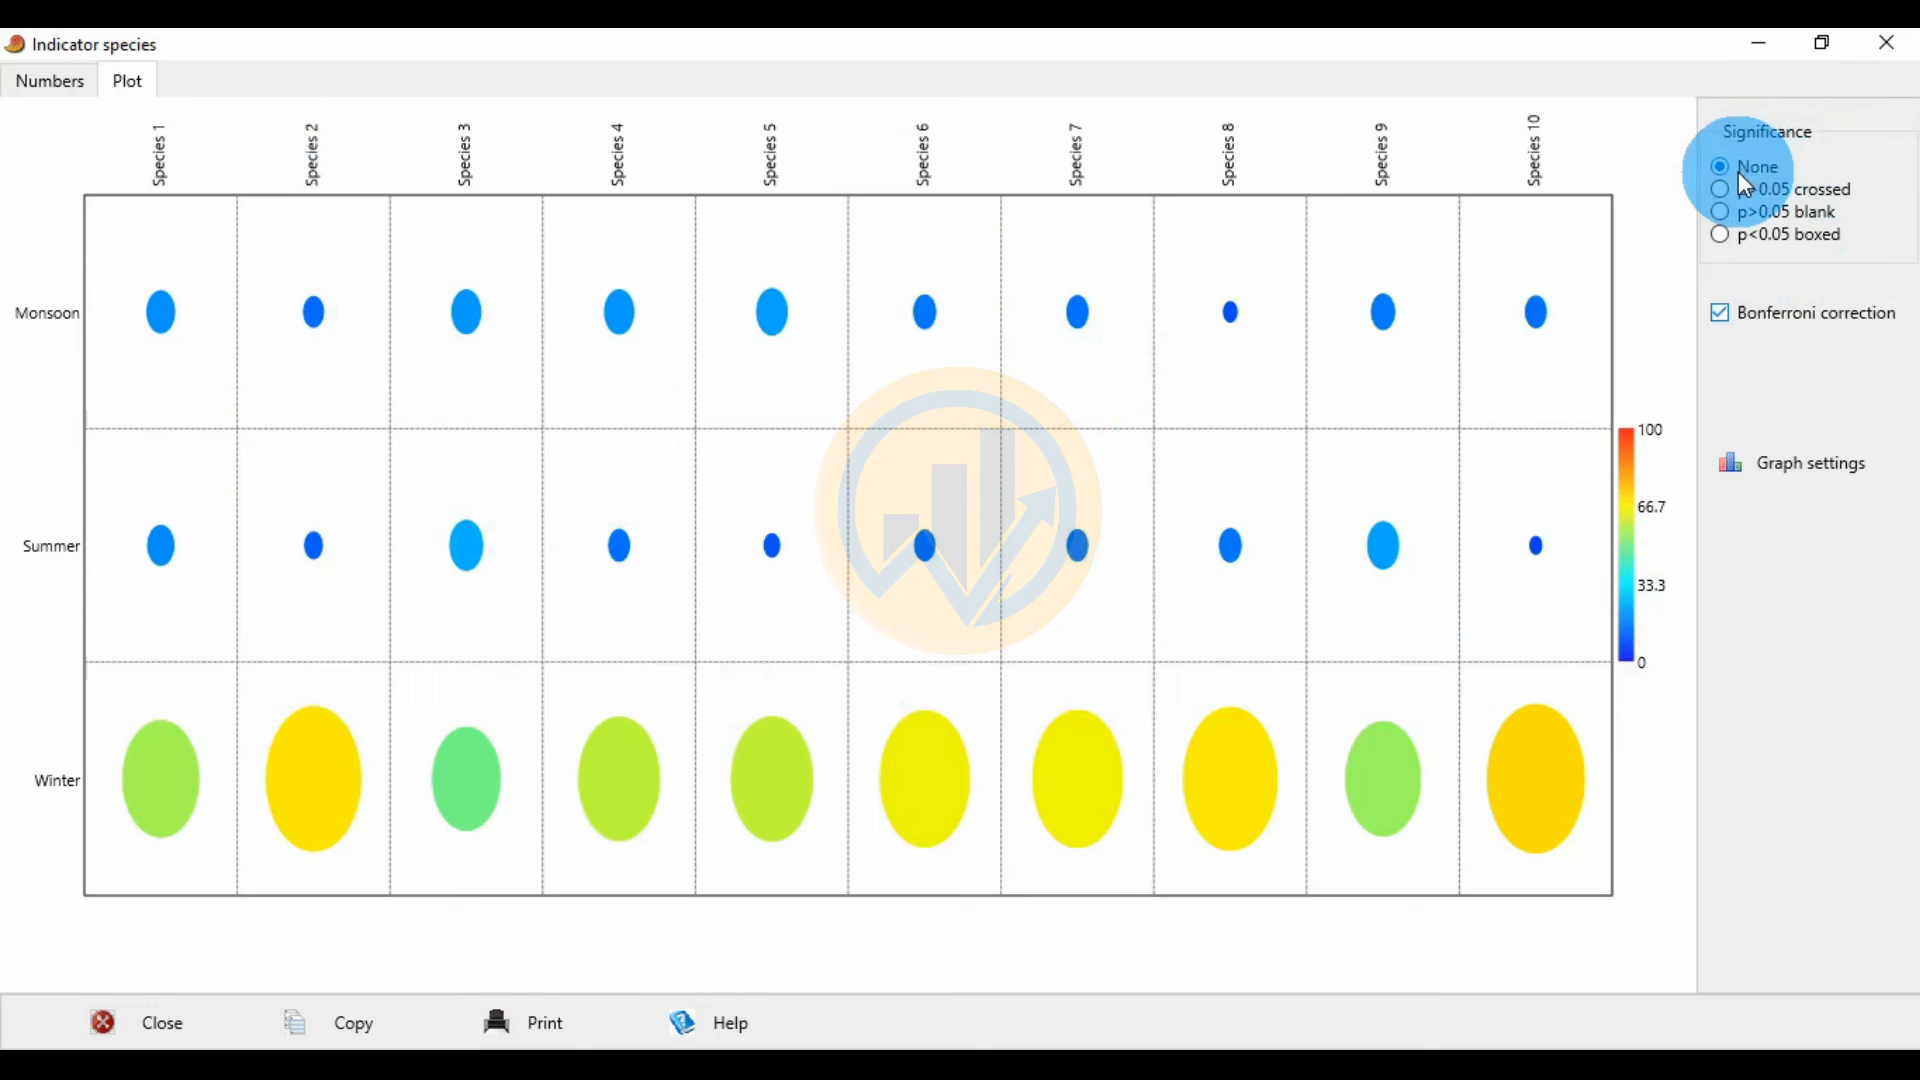 Indicator species
Numbers Plot
Species 1 Species 2 Species 3 Species 4 Species 5 Species 6 Species 7 Species 8 Species 9 Species 10
Significance
None
p>0.05 crossed
p>0.05 blank
p<0.05 boxed
Monsoon
Bonferroni correction
100
Graph settings
66.7
Summer
33.3
0
Winter
Close Copy Print Help